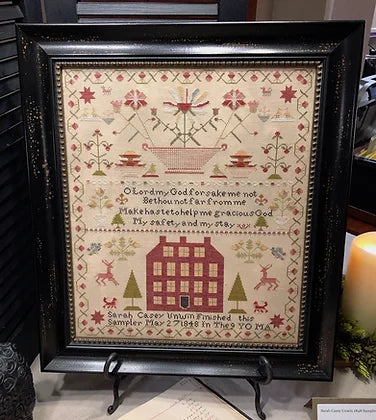 O Lord my God forsake me not
Be thou not far from me
Make haste to help me gracious God
My safety and my stay xox
Sarah Casey Unwin finished this
Sampler May 27 1848 In The 9 YO MA